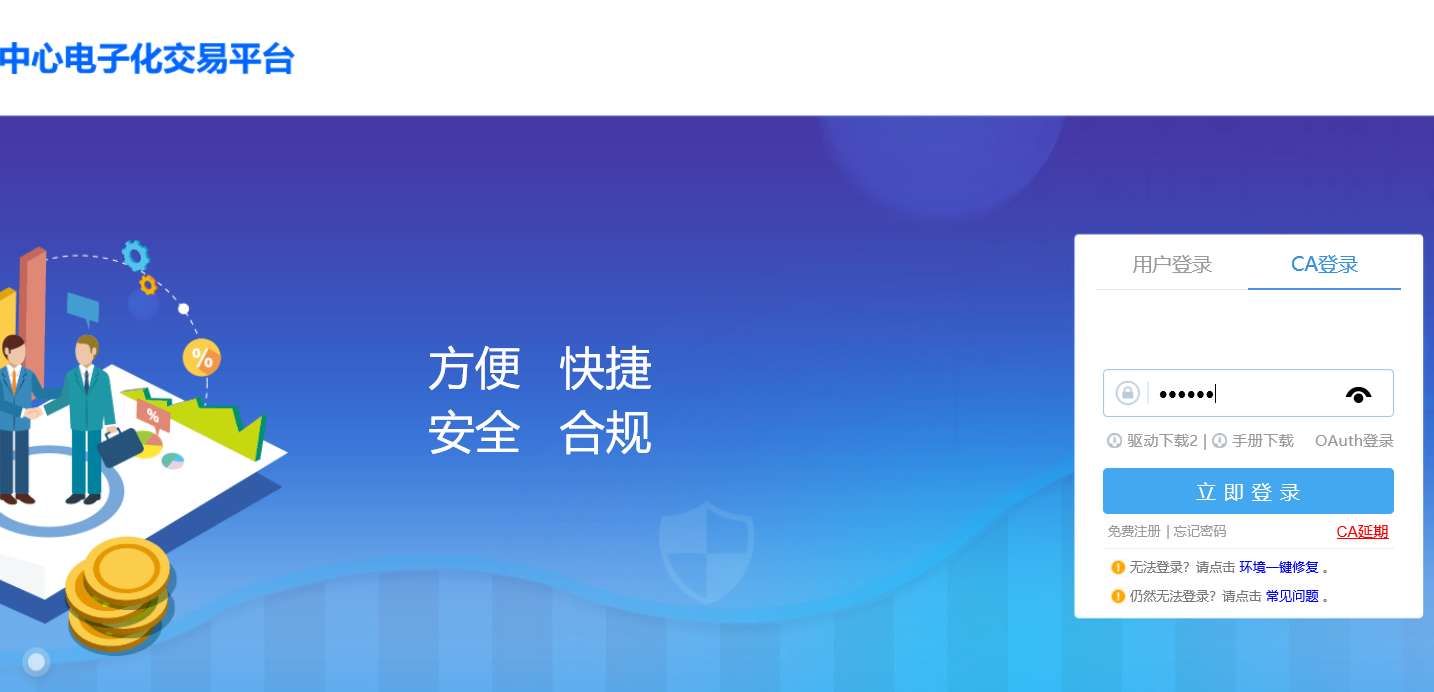 中心电子化交易平台
方便 快捷
安全 合规
%
%
用户登录 CA登录
••••••
驱动下载2 | 手册下载 OAuth登录
立即登录
免费注册 | 忘记密码 CA延期
无法登录？请点击 环境一键修复 。
仍然无法登录？请点击 常见问题 。